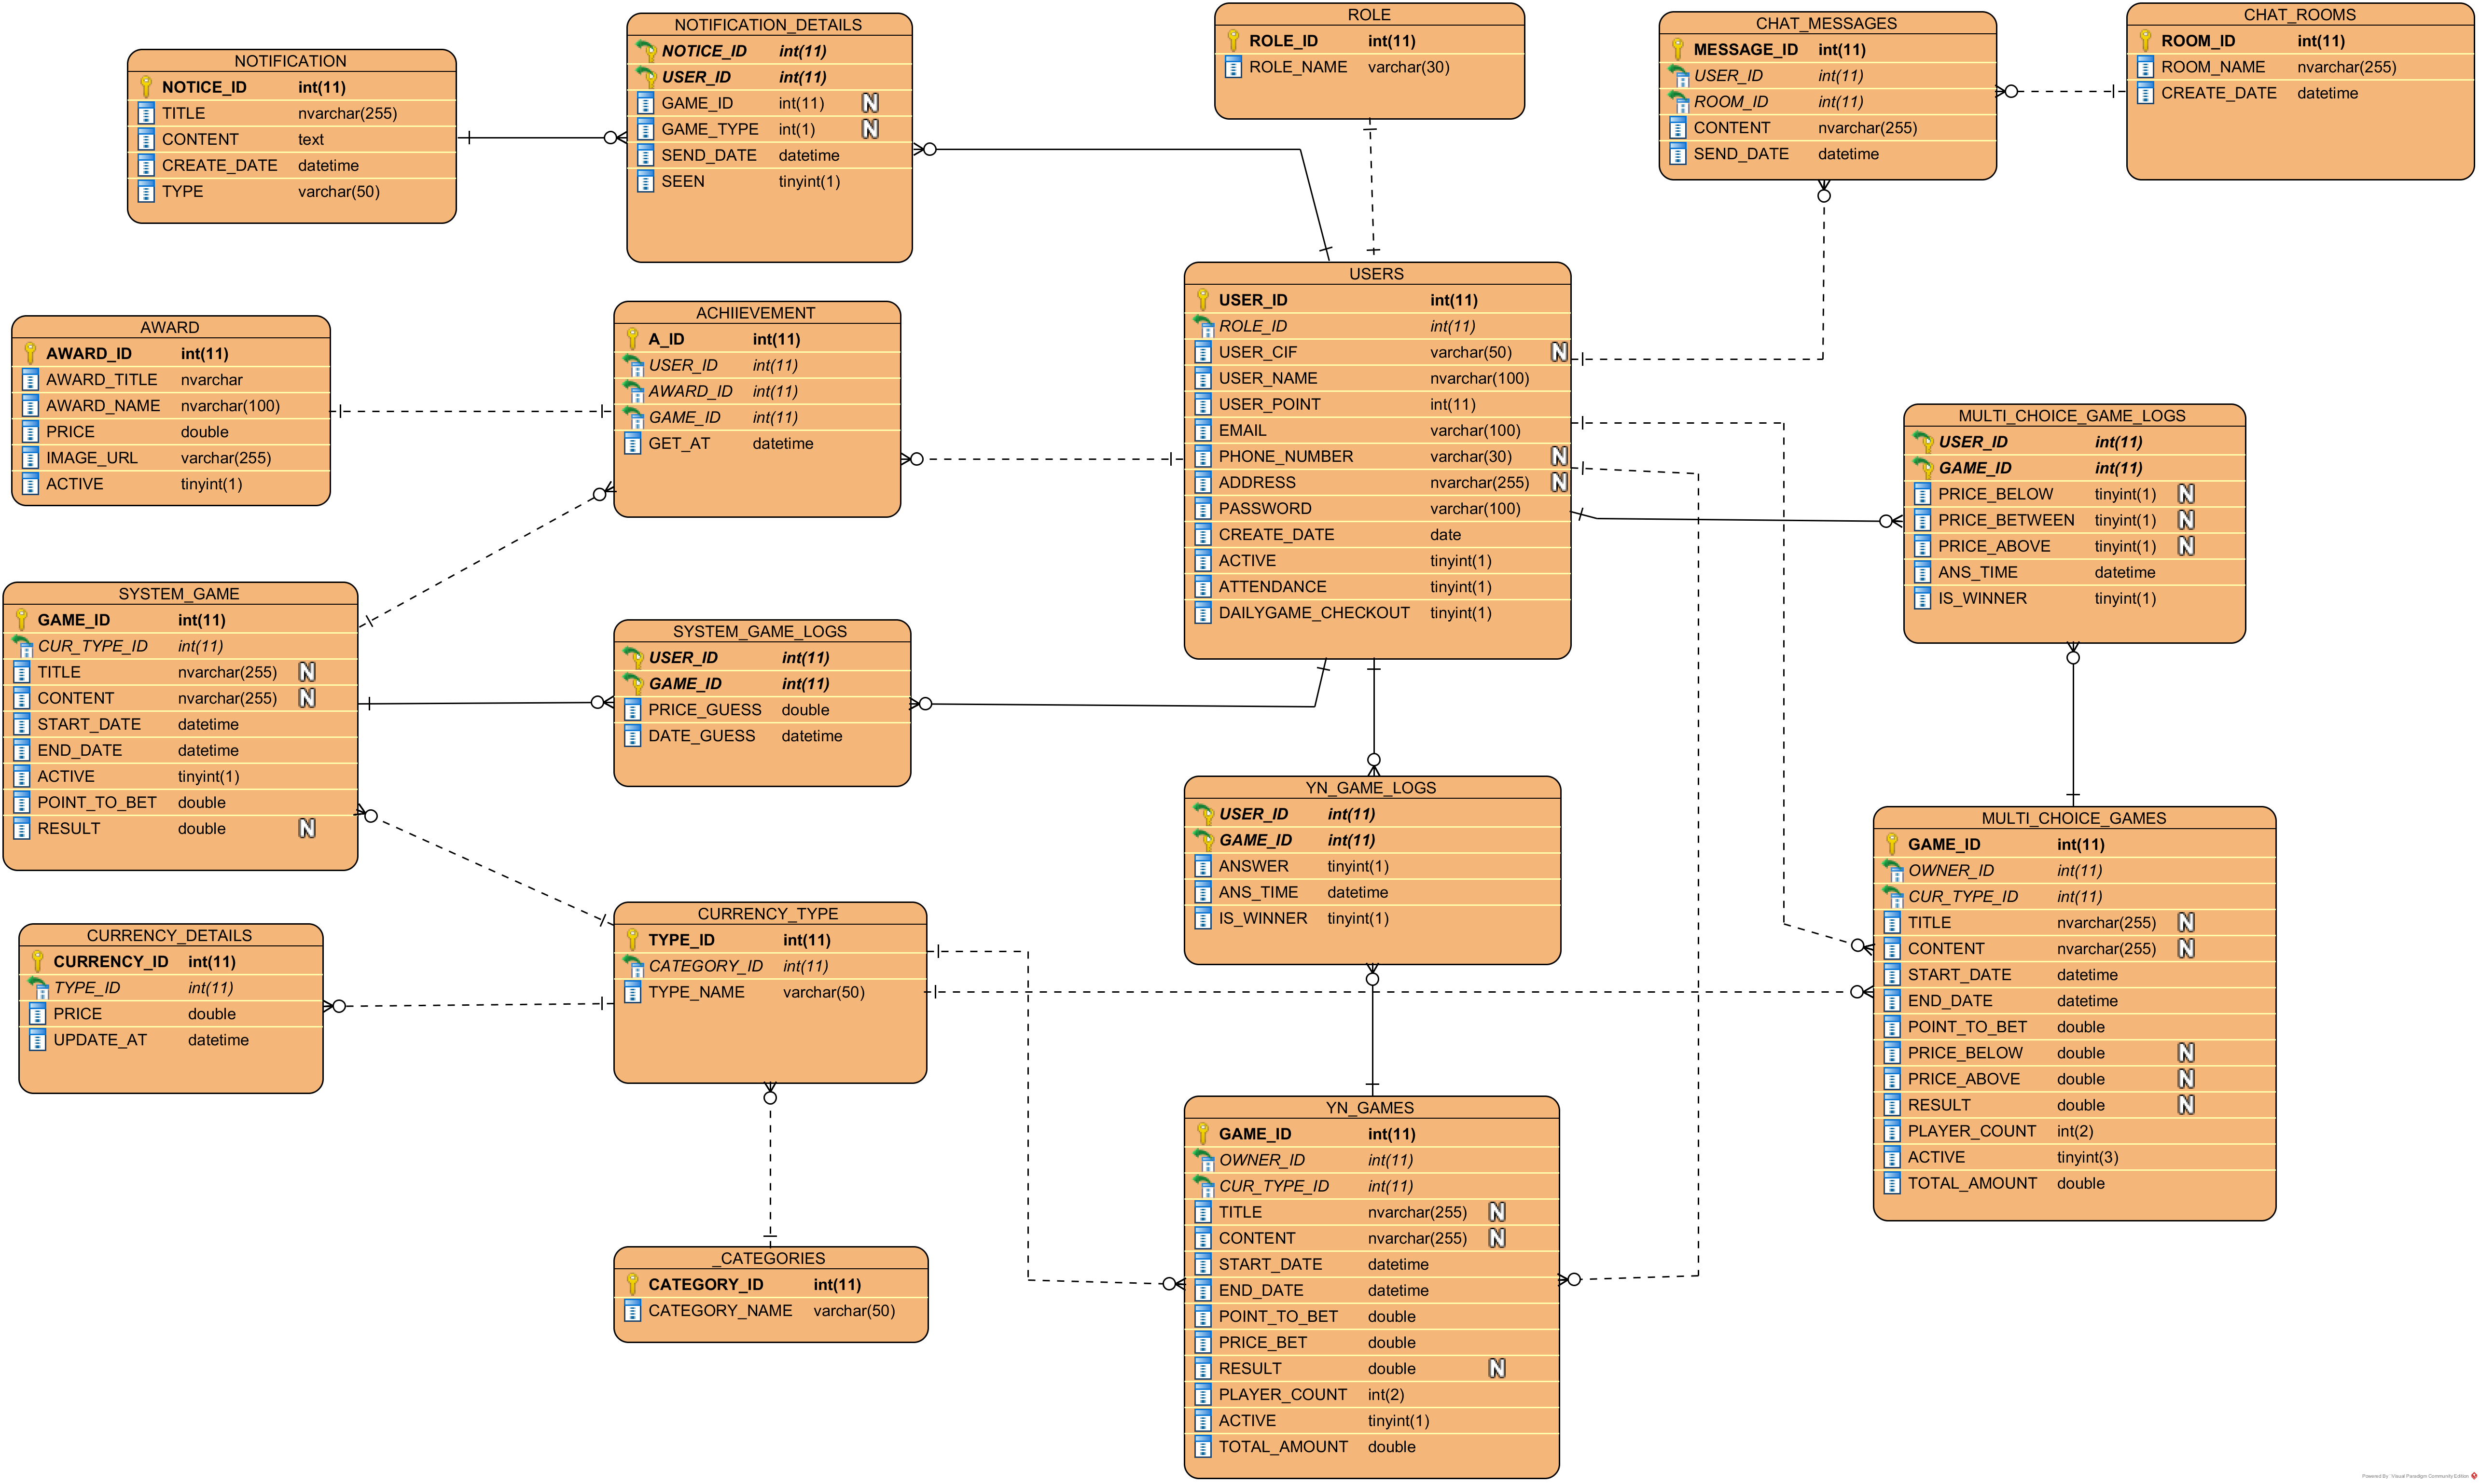 NOTIFICATION
NOTICE_ID int(11)
TITLE nvarchar(255)
CONTENT text
CREATE_DATE datetime
TYPE varchar(50)
NOTIFICATION_DETAILS
NOTICE_ID int(11)
USER_ID int(11)
GAME_ID int(11) N
GAME_TYPE int(1) N
SEND_DATE datetime
SEEN tinyint(1)
ROLE
ROLE_ID int(11)
ROLE_NAME varchar(30)
CHAT_MESSAGES
MESSAGE_ID int(11)
USER_ID int(11)
ROOM_ID int(11)
CONTENT nvarchar(255)
SEND_DATE datetime
CHAT_ROOMS
ROOM_ID int(11)
ROOM_NAME nvarchar(255)
CREATE_DATE datetime
AWARD
AWARD_ID int(11)
AWARD_TITLE nvarchar
AWARD_NAME nvarchar(100)
PRICE double
IMAGE_URL varchar(255)
ACTIVE tinyint(1)
ACHIIEVEMENT
A_ID int(11)
USER_ID int(11)
AWARD_ID int(11)
GAME_ID int(11)
GET_AT datetime
USERS
USER_ID int(11)
ROLE_ID int(11)
USER_CIF varchar(50) N
USER_NAME nvarchar(100)
USER_POINT int(11)
EMAIL varchar(100)
PHONE_NUMBER varchar(30) N
ADDRESS nvarchar(255) N
PASSWORD varchar(100)
CREATE_DATE date
ACTIVE tinyint(1)
ATTENDANCE tinyint(1)
DAILYGAME_CHECKOUT tinyint(1)
MULTI_CHOICE_GAME_LOGS
USER_ID int(11)
GAME_ID int(11)
PRICE_BELOW tinyint(1) N
PRICE_BETWEEN tinyint(1) N
PRICE_ABOVE tinyint(1) N
ANS_TIME datetime
IS_WINNER tinyint(1)
SYSTEM_GAME
GAME_ID int(11)
CUR_TYPE_ID int(11)
TITLE nvarchar(255) N
CONTENT nvarchar(255) N
START_DATE datetime
END_DATE datetime
ACTIVE tinyint(1)
POINT_TO_BET double
RESULT double N
SYSTEM_GAME_LOGS
USER_ID int(11)
GAME_ID int(11)
PRICE_GUESS double
DATE_GUESS datetime
YN_GAME_LOGS
USER_ID int(11)
GAME_ID int(11)
ANSWER tinyint(1)
ANS_TIME datetime
IS_WINNER tinyint(1)
MULTI_CHOICE_GAMES
GAME_ID int(11)
OWNER_ID int(11)
CUR_TYPE_ID int(11)
TITLE nvarchar(255) N
CONTENT nvarchar(255) N
START_DATE datetime
END_DATE datetime
POINT_TO_BET double
PRICE_BELOW double N
PRICE_ABOVE double N
RESULT double N
PLAYER_COUNT int(2)
ACTIVE tinyint(3)
TOTAL_AMOUNT double
CURRENCY_DETAILS
CURRENCY_ID int(11)
TYPE_ID int(11)
PRICE double
UPDATE_AT datetime
CURRENCY_TYPE
TYPE_ID int(11)
CATEGORY_ID int(11)
TYPE_NAME varchar(50)
_CATEGORIES
CATEGORY_ID int(11)
CATEGORY_NAME varchar(50)
YN_GAMES
GAME_ID int(11)
OWNER_ID int(11)
CUR_TYPE_ID int(11)
TITLE nvarchar(255) N
CONTENT nvarchar(255) N
START_DATE datetime
END_DATE datetime
POINT_TO_BET double
PRICE_BET double
RESULT double N
PLAYER_COUNT int(2)
ACTIVE tinyint(1)
TOTAL_AMOUNT double
Powered By Visual Paradigm Community Edition